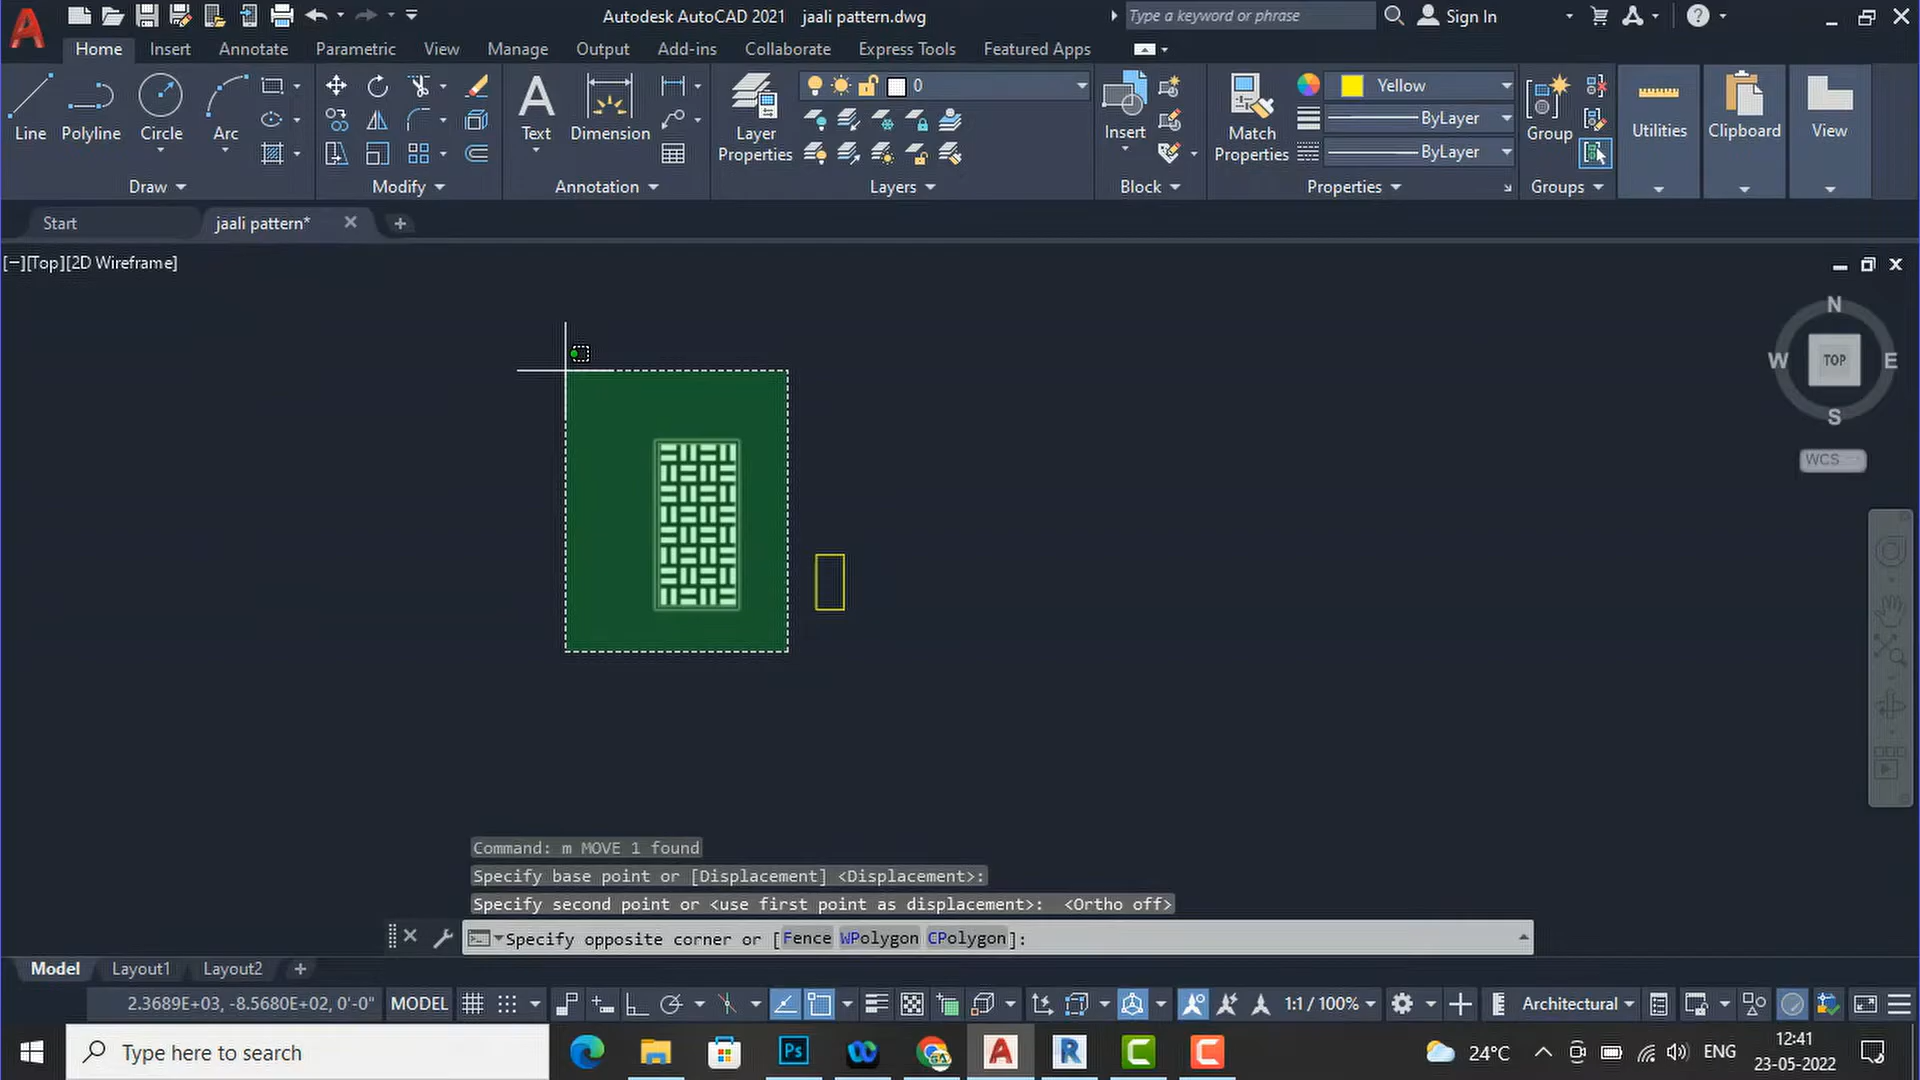 Autodesk AutoCAD 2021 jaali pattern.dwg
Type a keyword or phrase
Sign In
Home Insert Annotate Parametric View Manage Output Add-ins Collaborate Express Tools Featured Apps
Line Polyline Circle Arc
Text Dimension
Layer Properties
0
Insert
Match Properties
Yellow
ByLayer
ByLayer
Group
Utilities Clipboard View
Draw Modify Annotation Layers Block Properties Groups
Start jaali pattern*
[−][Top][2D Wireframe]
N
W TOP E
S
WCS
Command: m MOVE 1 found
Specify base point or [Displacement] <Displacement>:
Specify second point or <use first point as displacement>: <Ortho off>
Specify opposite corner or [Fence WPolygon CPolygon]:
Model Layout1 Layout2
2.3689E+03, -8.5680E+02, 0'-0" MODEL 1:1 / 100% Architectural
Type here to search
Ps
R
C
C
24°C
ENG
12:41
23-05-2022